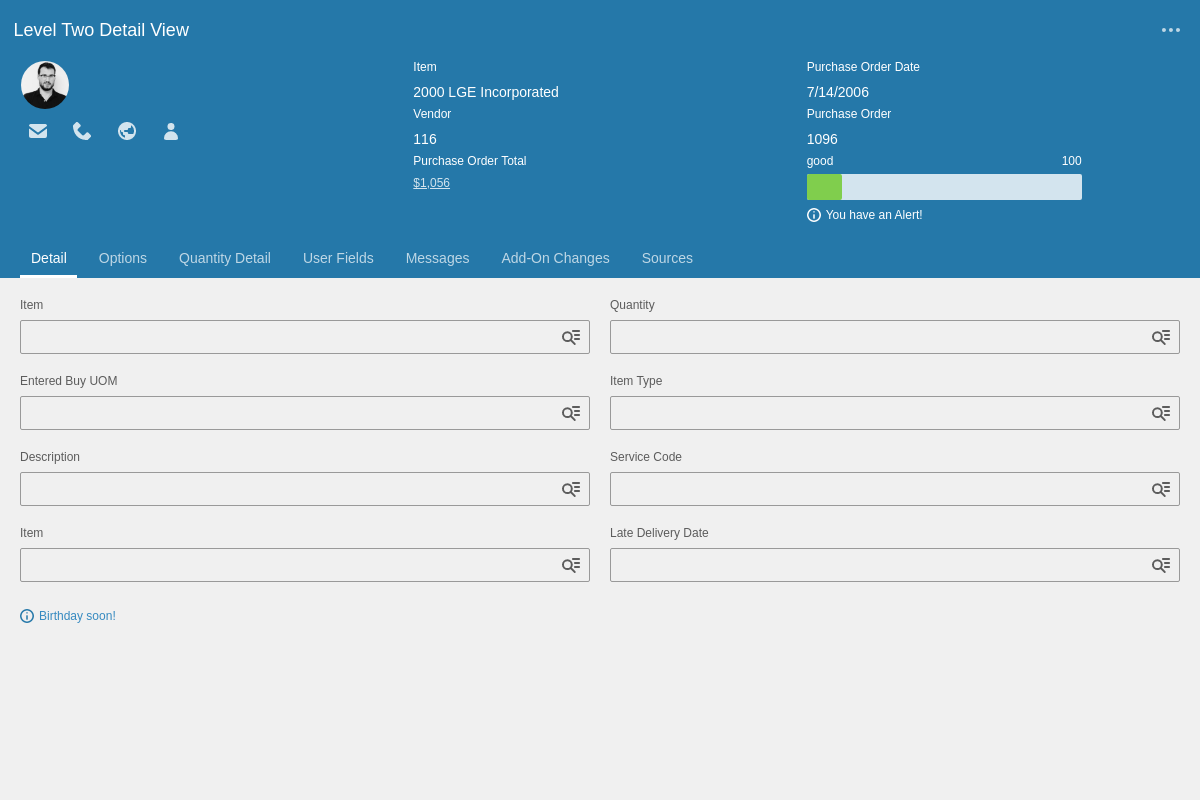 Level Two Detail View
Item
2000 LGE Incorporated
Vendor
116
Purchase Order Total
$1,056
Purchase Order Date
7/14/2006
Purchase Order
1096
good 100
You have an Alert!
Detail Options Quantity Detail User Fields Messages Add-On Changes Sources
Item
Quantity
Entered Buy UOM
Item Type
Description
Service Code
Item
Late Delivery Date
Birthday soon!